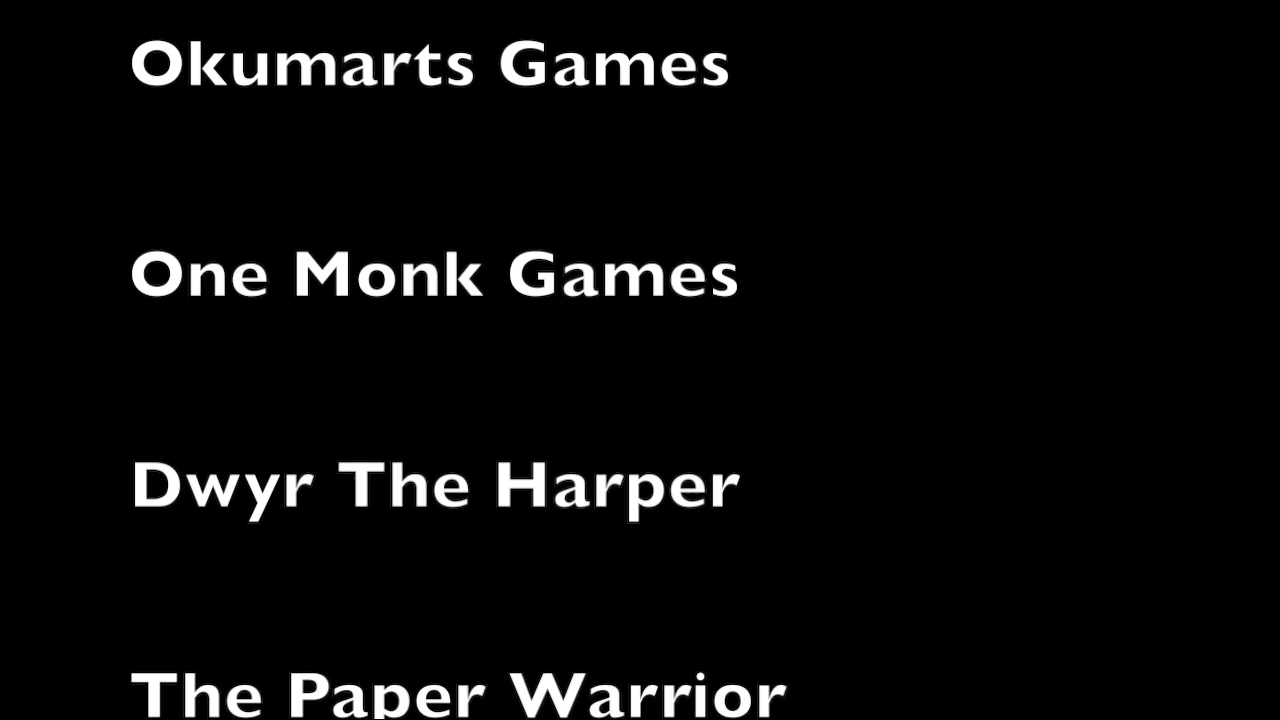 Okumarts Games
One Monk Games
Dwyr The Harper
The Paper Warrior